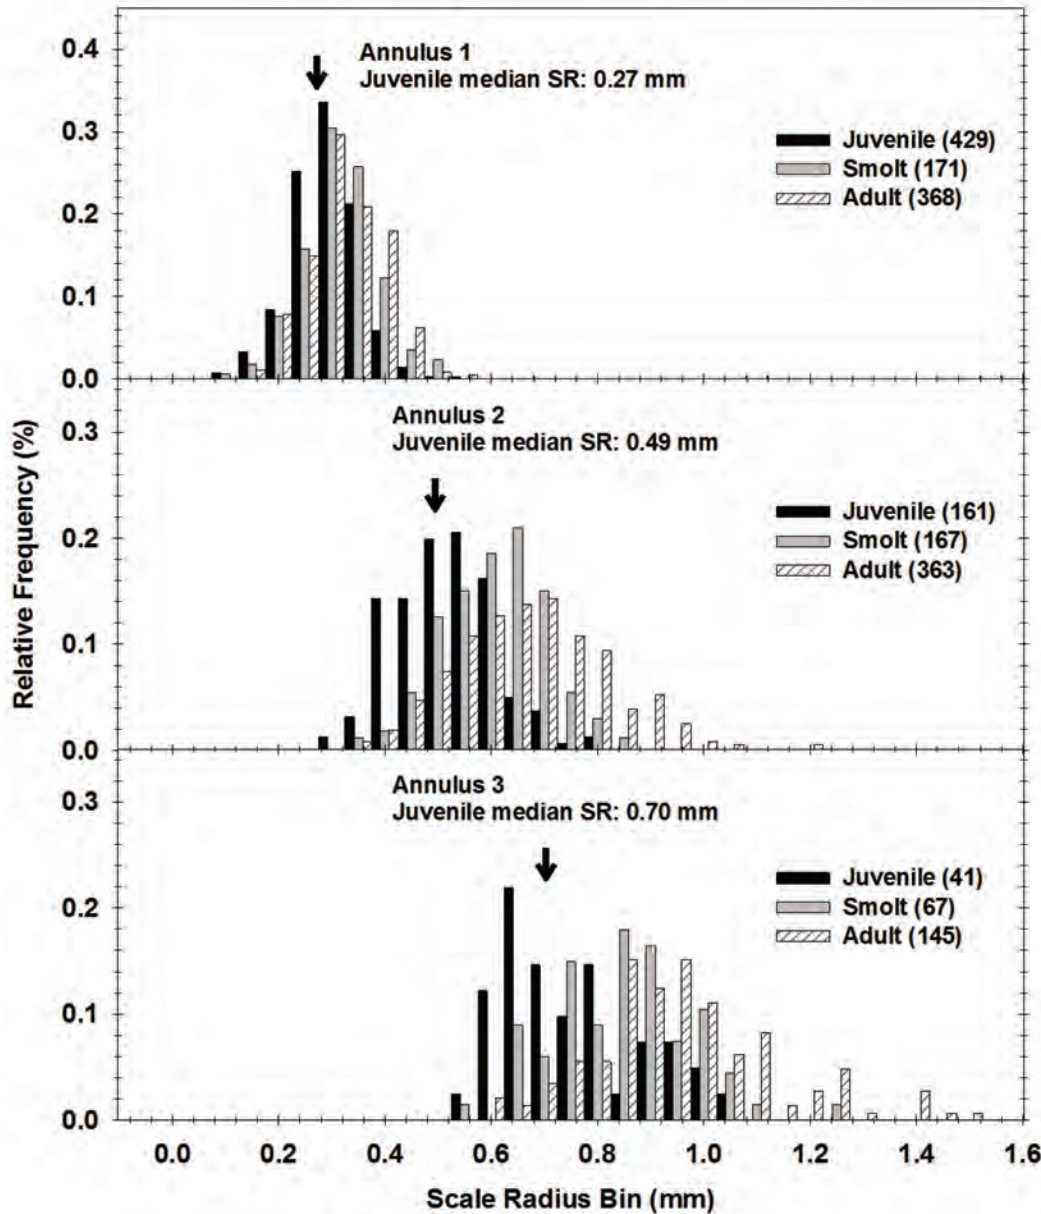 0.4
0.3
0.2
0.1
0.0
Annulus 1
Juvenile median SR: 0.27 mm
Juvenile (429)
Smolt (171)
Adult (368)
Relative Frequency (%)
0.3
0.2
0.1
0.0
Annulus 2
Juvenile median SR: 0.49 mm
Juvenile (161)
Smolt (167)
Adult (363)
0.3
0.2
0.1
0.0
Annulus 3
Juvenile median SR: 0.70 mm
Juvenile (41)
Smolt (67)
Adult (145)
0.0 0.2 0.4 0.6 0.8 1.0 1.2 1.4 1.6
Scale Radius Bin (mm)